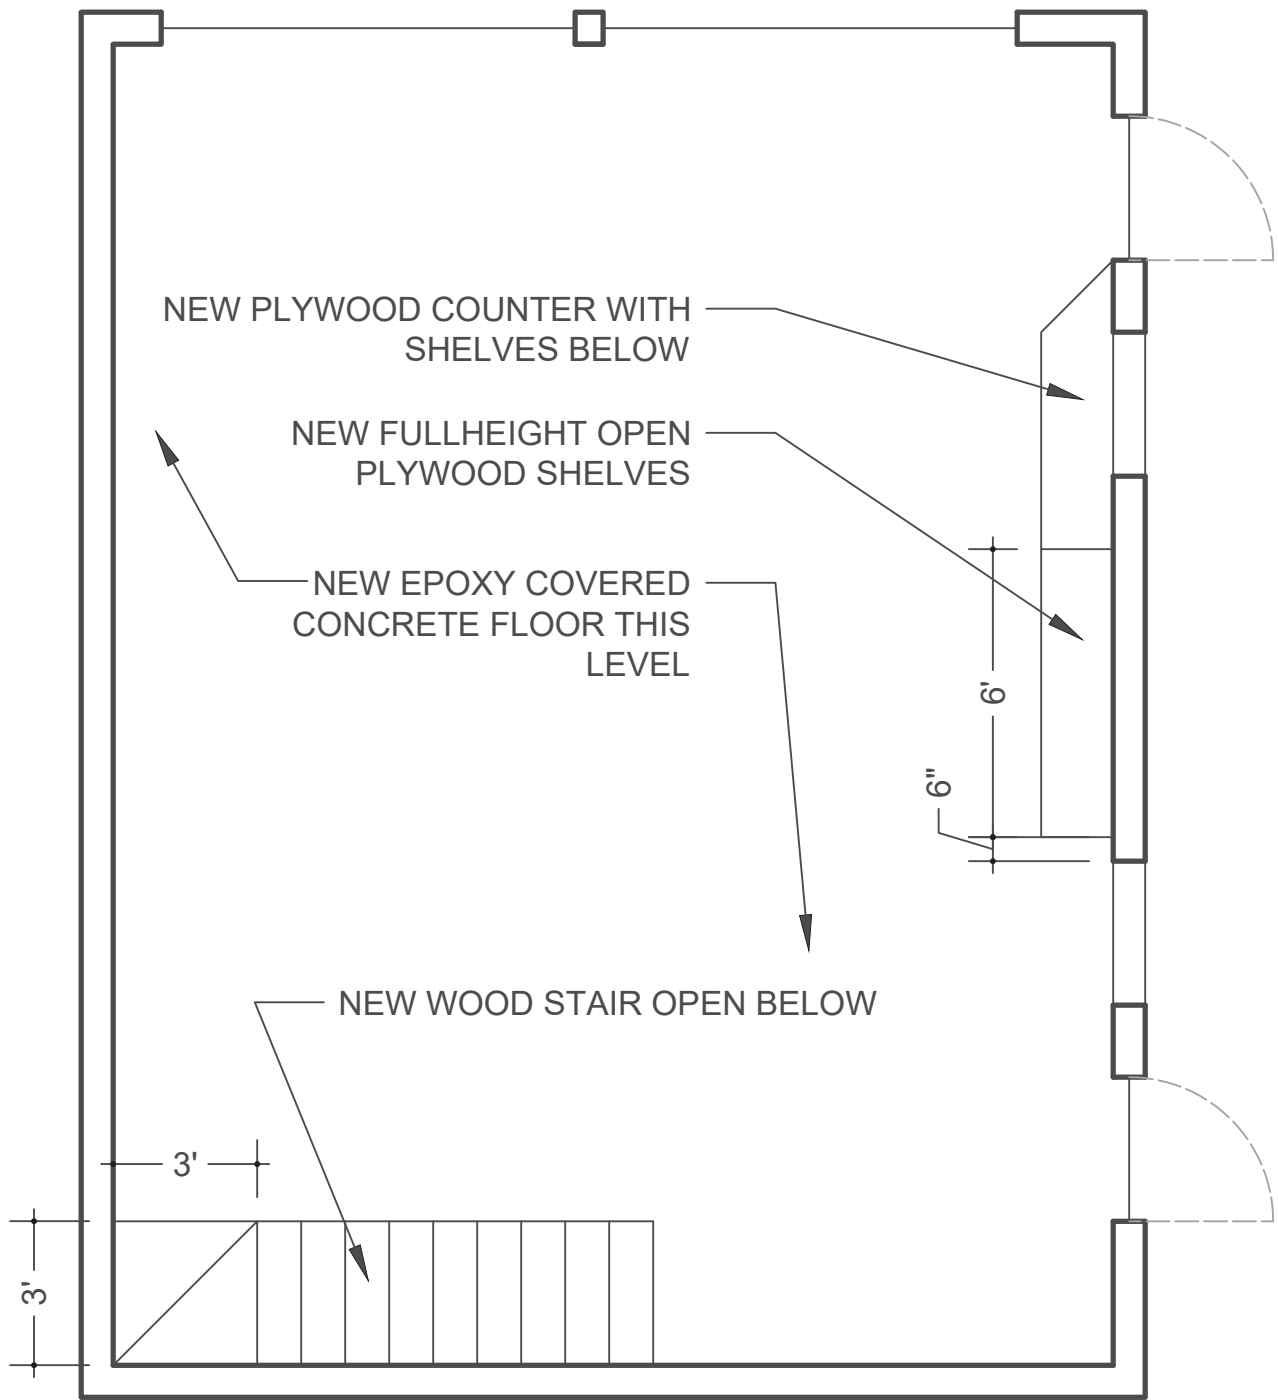 NEW PLYWOOD COUNTER WITH
SHELVES BELOW
NEW FULLHEIGHT OPEN
PLYWOOD SHELVES
NEW EPOXY COVERED
CONCRETE FLOOR THIS
LEVEL
6'
6"
NEW WOOD STAIR OPEN BELOW
3'
3'